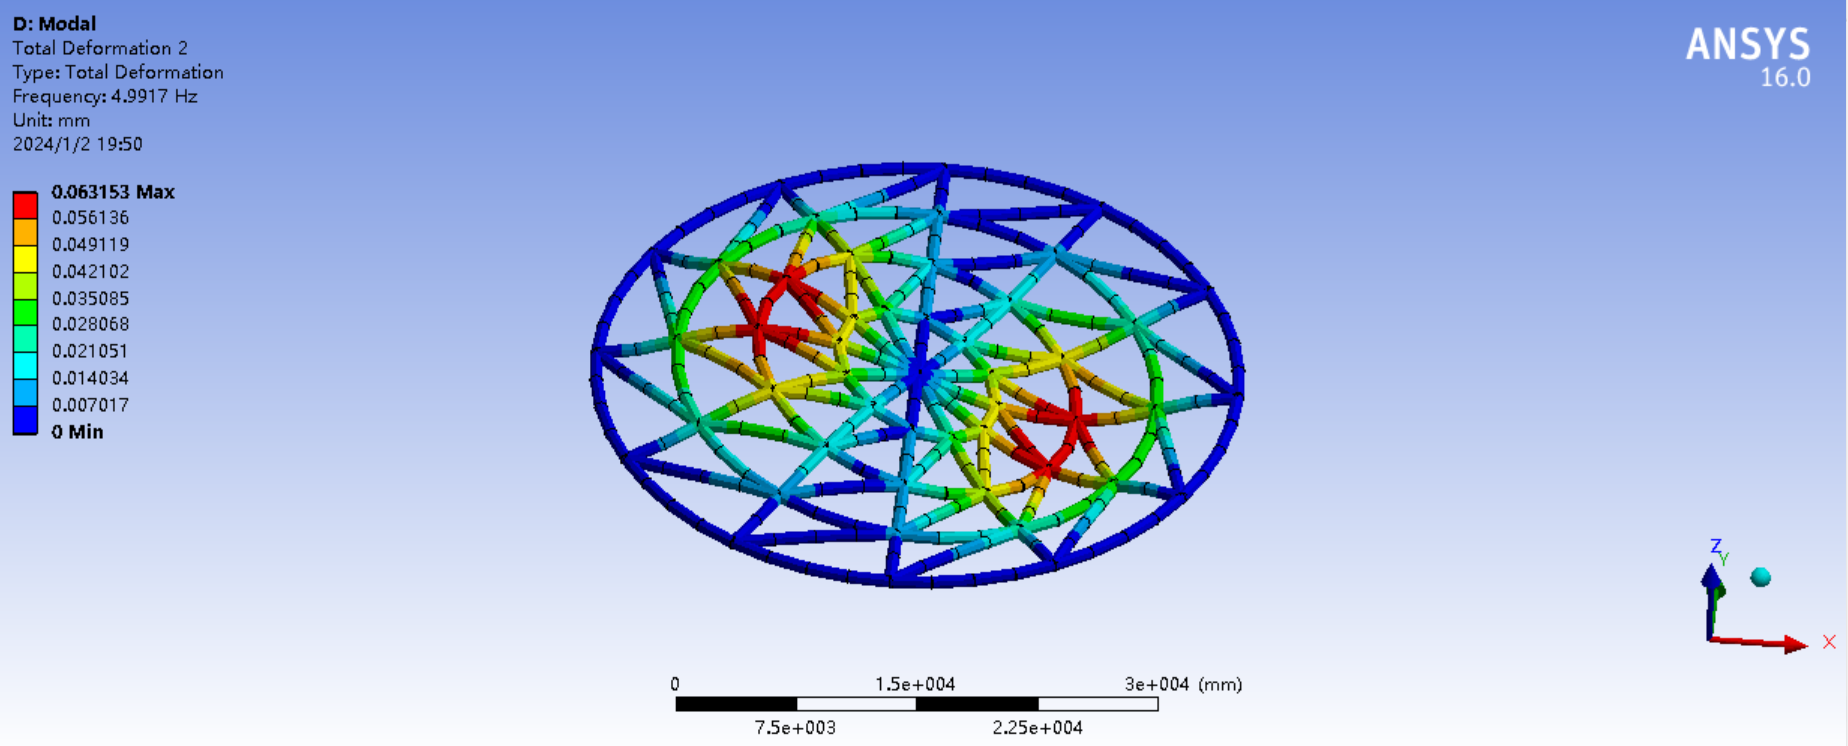 D: Modal
Total Deformation 2
Type: Total Deformation
Frequency: 4.9917 Hz
Unit: mm
2024/1/2 19:50
0.063153 Max
0.056136
0.049119
0.042102
0.035085
0.028068
0.021051
0.014034
0.007017
0 Min
ANSYS
16.0
Z
Y
X
0 1.5e+004 3e+004 (mm)
7.5e+003 2.25e+004